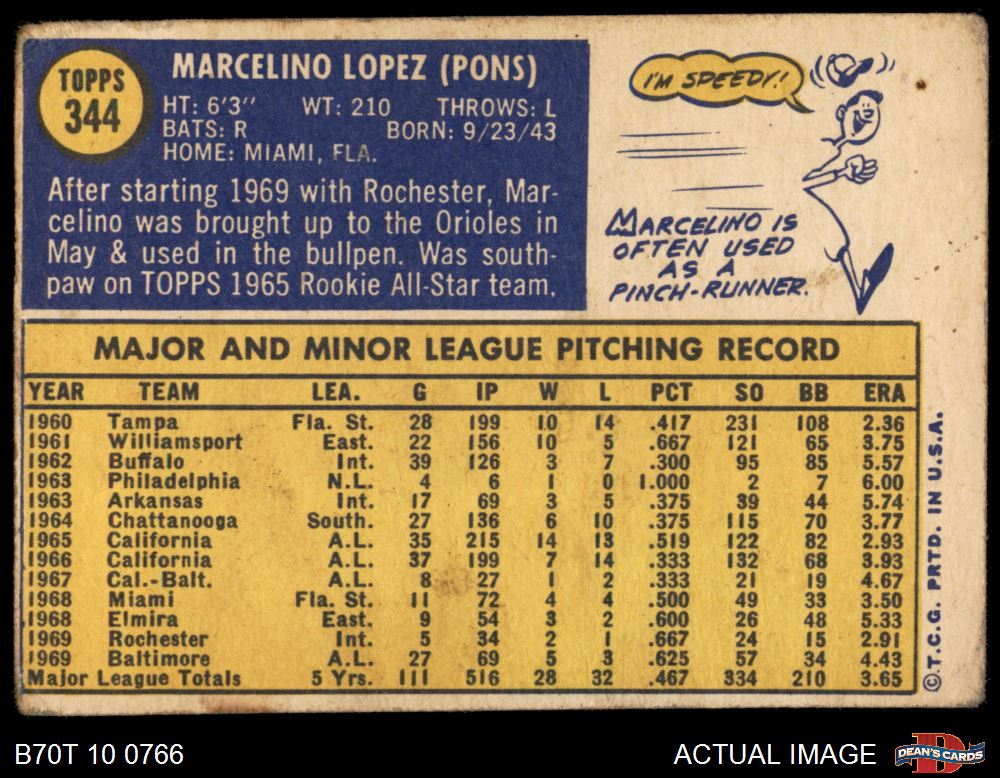 TOPPS
344
MARCELINO LOPEZ (PONS)
HT: 6'3" WT: 210 THROWS: L
BATS: R BORN: 9/23/43
HOME: MIAMI, FLA.
After starting 1969 with Rochester, Mar-
celino was brought up to the Orioles in
May & used in the bullpen. Was south-
paw on TOPPS 1965 Rookie All-Star team.
I'M SPEEDY!
MARCELINO IS
OFTEN USED
AS A
PINCH-RUNNER.
MAJOR AND MINOR LEAGUE PITCHING RECORD
YEAR TEAM LEA. G IP W L PCT SO BB ERA
1960 Tampa Fla. St. 28 199 10 14 .417 231 108 2.36
1961 Williamsport East. 22 156 10 5 .667 121 65 3.75
1962 Buffalo Int. 39 126 3 7 .300 95 85 5.57
1963 Philadelphia N.L. 4 6 1 0 1.000 2 7 6.00
1963 Arkansas Int. 17 69 3 5 .375 39 44 5.74
1964 Chattanooga South. 27 136 6 10 .375 115 70 3.77
1965 California A.L. 35 215 14 13 .519 122 82 2.93
1966 California A.L. 37 199 7 14 .333 132 68 3.93
1967 Cal.-Balt. A.L. 8 27 1 2 .333 21 19 4.67
1968 Miami Fla. St. 11 72 4 4 .500 49 33 3.50
1968 Elmira East. 9 54 3 2 .600 26 48 5.33
1969 Rochester Int. 5 34 2 1 .667 24 15 2.91
1969 Baltimore A.L. 27 69 5 3 .625 57 34 4.43
Major League Totals 5 Yrs. 111 516 28 32 .467 334 210 3.65
©T.C.G. PRTD. IN U.S.A.
B70T 10 0766
ACTUAL IMAGE
DEAN'S CARDS